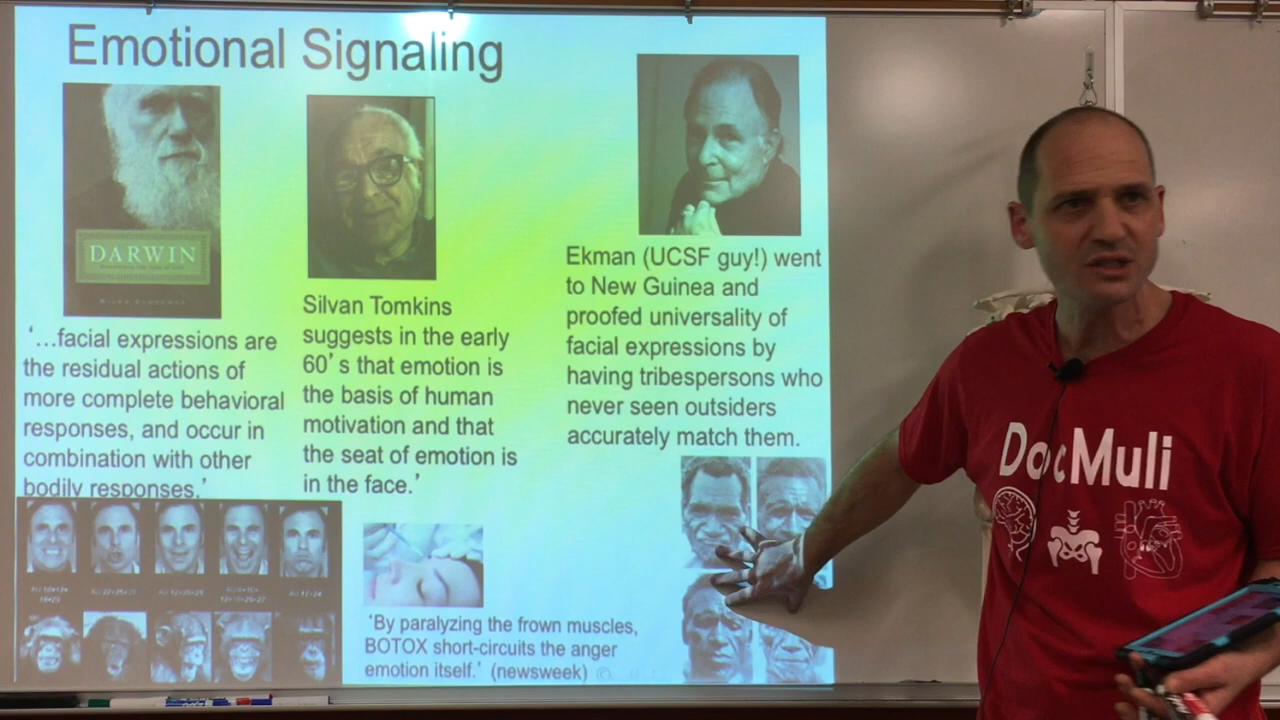 Emotional Signaling
DARWIN
'…facial expressions are
the residual actions of
more complete behavioral
responses, and occur in
combination with other
bodily responses.'
Silvan Tomkins
suggests in the early
60's that emotion is
the basis of human
motivation and that
the seat of emotion is
in the face.'
Ekman (UCSF guy!) went
to New Guinea and
proofed universality of
facial expressions by
having tribespersons who
never seen outsiders
accurately match them.
'By paralyzing the frown muscles,
BOTOX short-circuits the anger
emotion itself.' (newsweek)
DocMuli